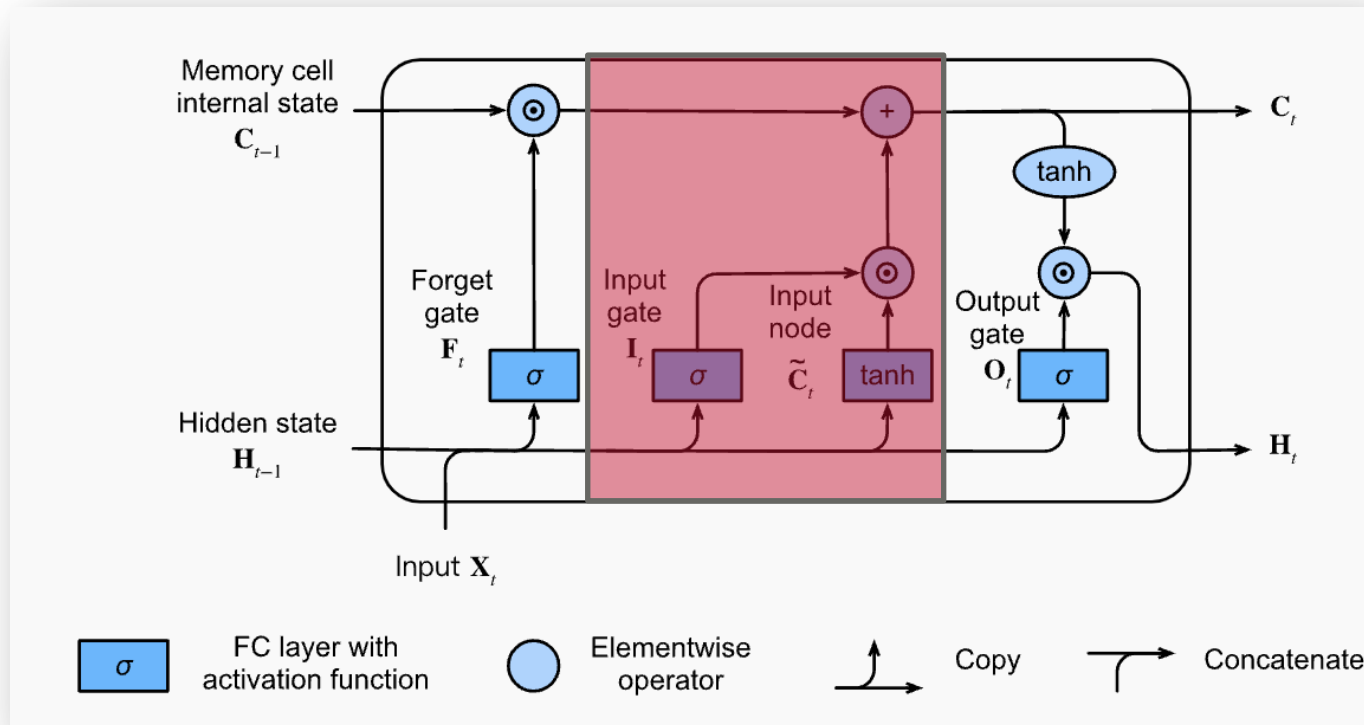 Memory cell
internal state
C_{t−1}
C_t
+
tanh
Forget
gate
F_t
Input
gate
I_t
Input
node
C̃_t
Output
gate
O_t
σ
σ
tanh
σ
Hidden state
H_{t−1}
H_t
Input X_t
σ
FC layer with
activation function
Elementwise
operator
Copy
Concatenate